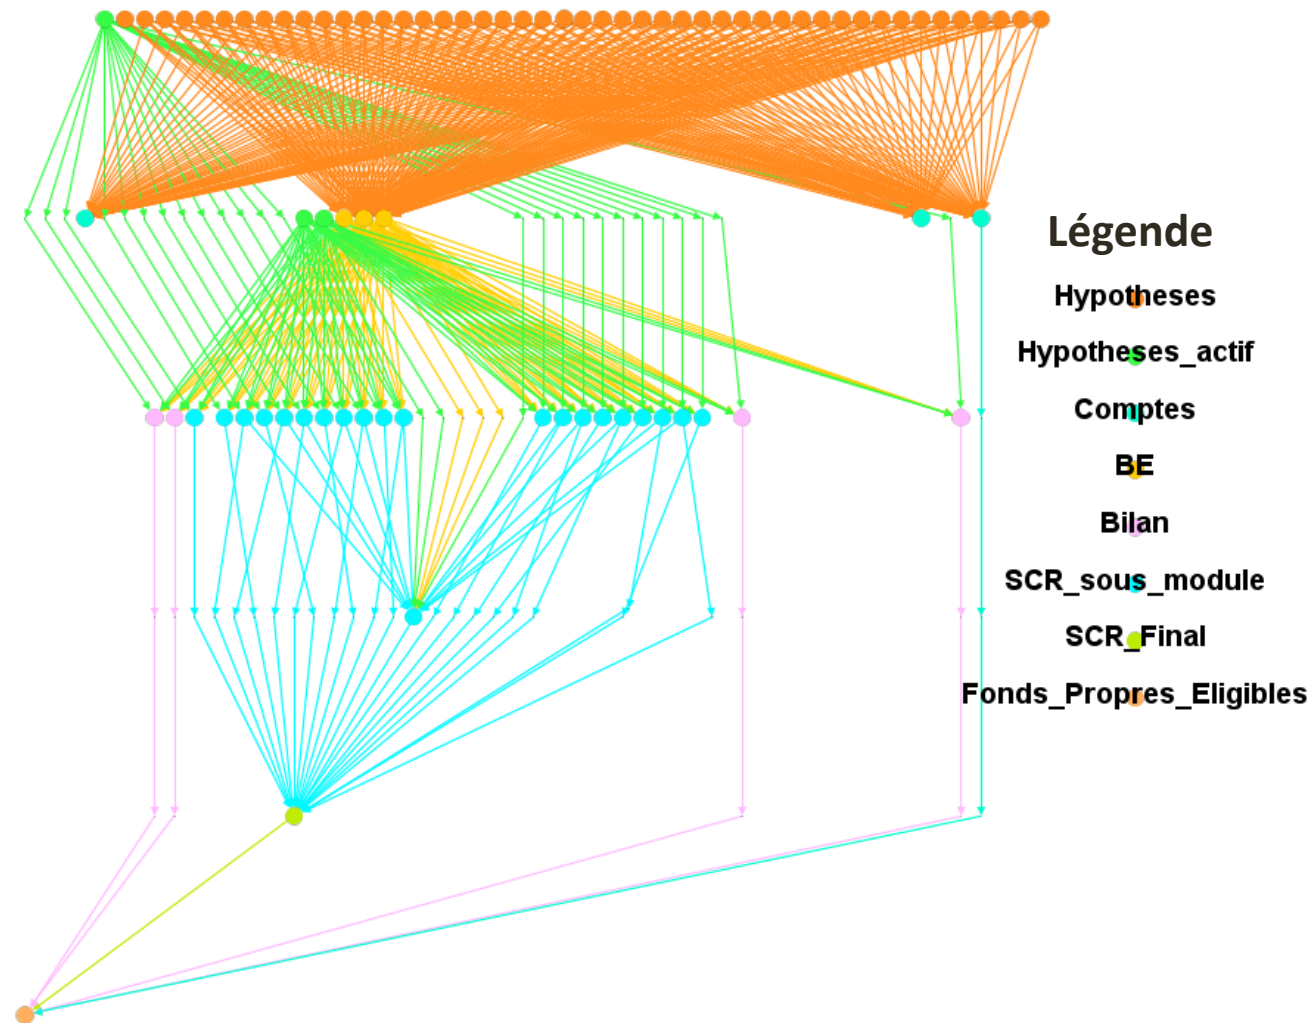 Légende
Hypotheses
Hypotheses_actif
Comptes
BE
Bilan
SCR_sous_module
SCR_Final
Fonds_Propres_Eligibles